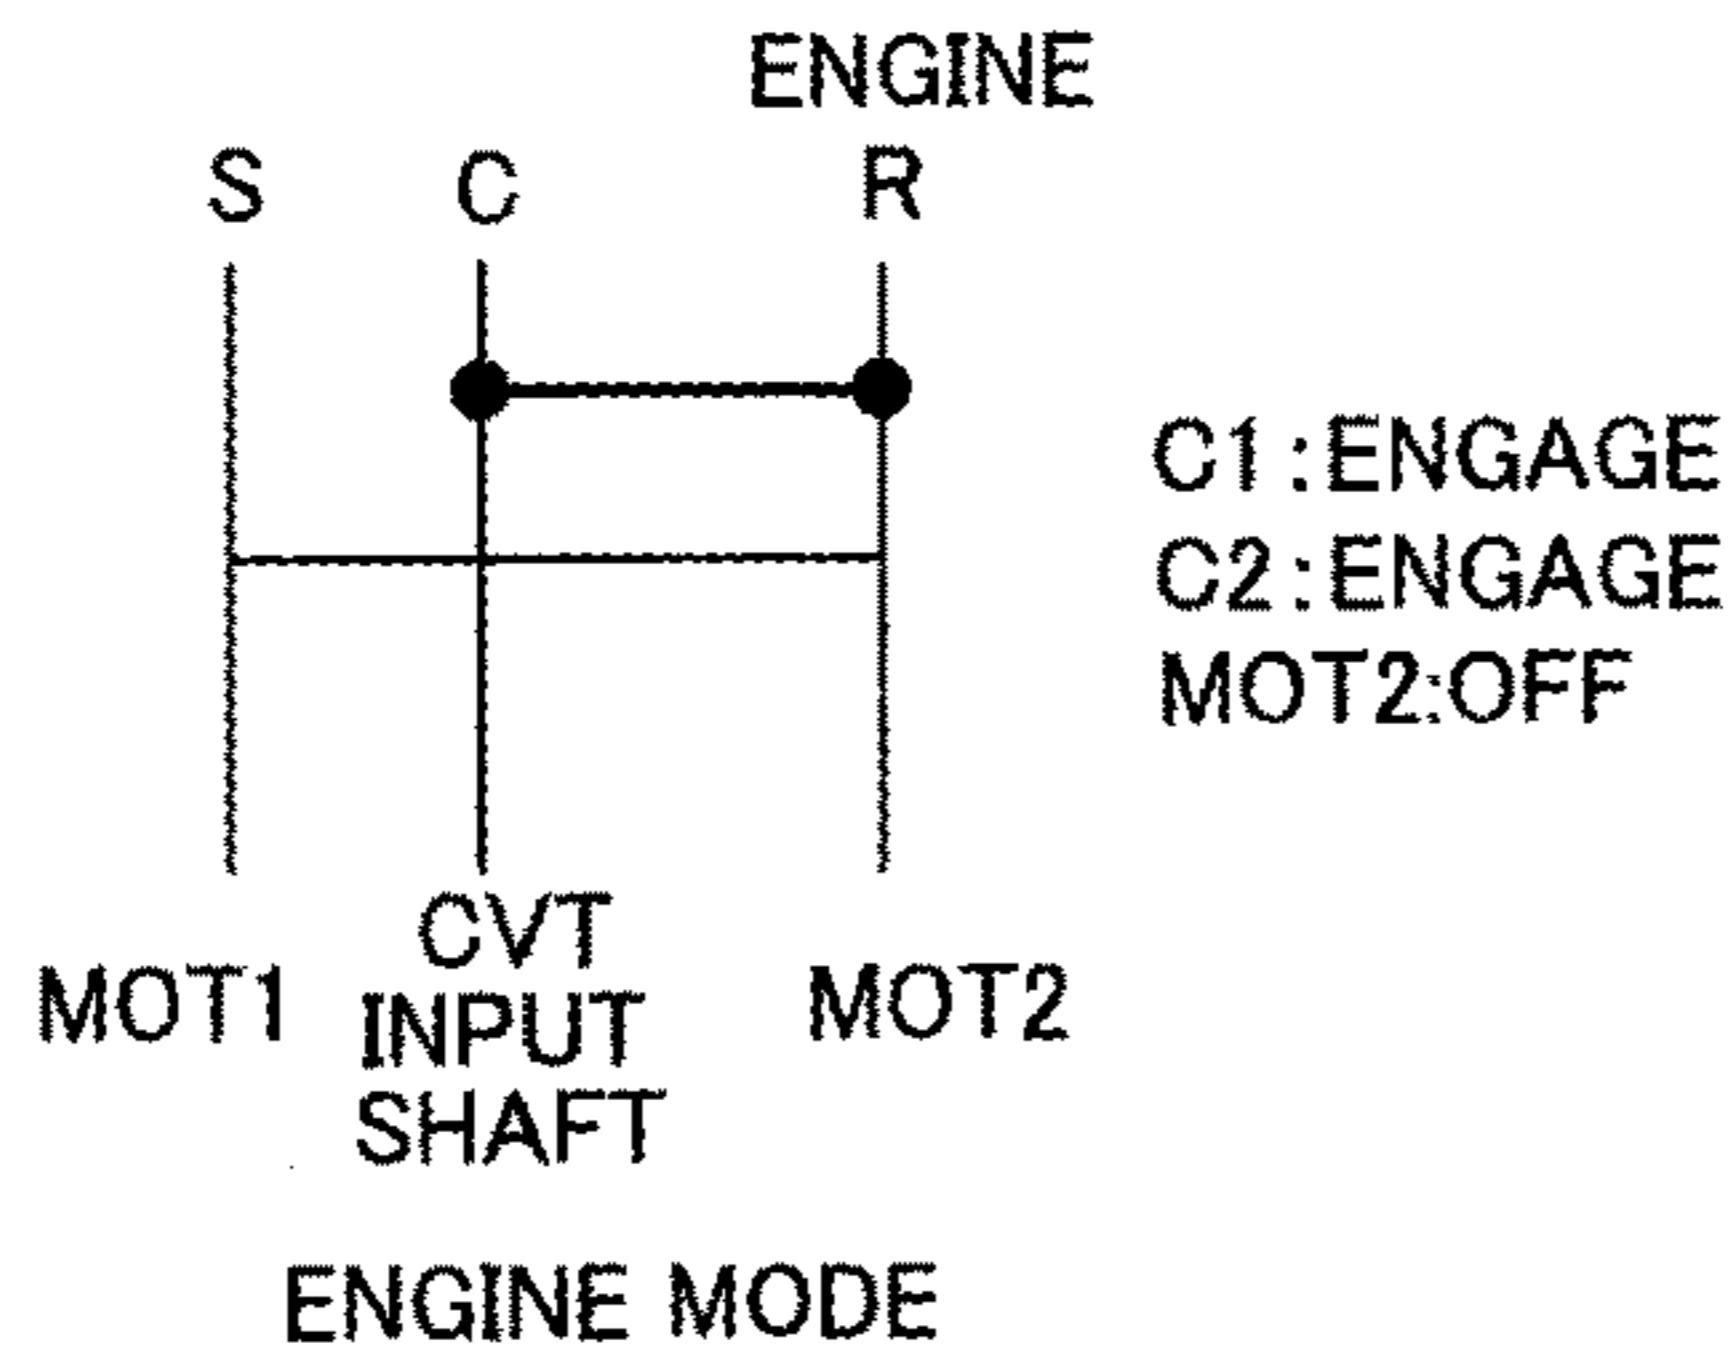 ENGINE
S C R
C1:ENGAGE
C2:ENGAGE
MOT2:OFF
MOT1 CVT INPUT SHAFT MOT2
ENGINE MODE